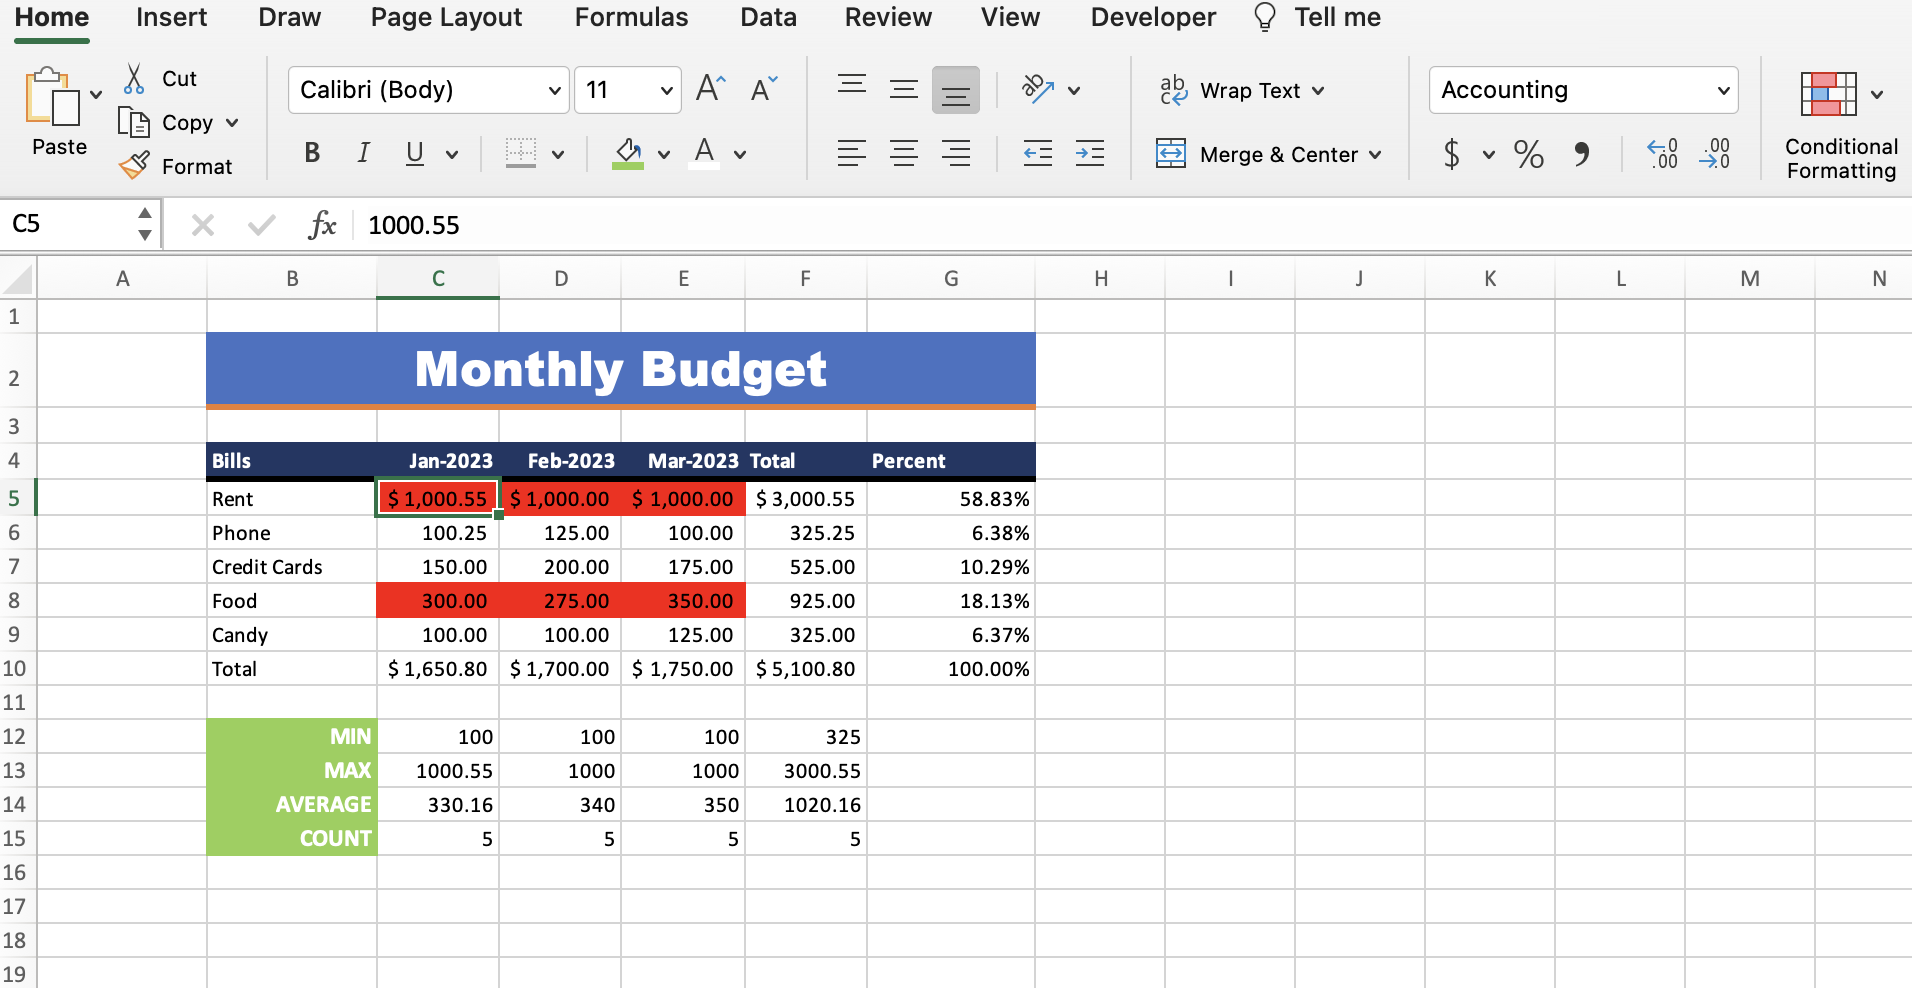 Home Insert Draw Page Layout Formulas Data Review View Developer Tell me
Paste
Cut
Copy
Format
Calibri (Body) 11 A^ A˅
B I U A
ab Wrap Text
Merge & Center
Accounting
$ % , .0 .00 .00 .0
Conditional
Formatting
C5 fx 1000.55
A B C D E F G H I J K L M N
1
2 Monthly Budget
3
4 Bills Jan-2023 Feb-2023 Mar-2023 Total Percent
5 Rent $ 1,000.55 $ 1,000.00 $ 1,000.00 $ 3,000.55 58.83%
6 Phone 100.25 125.00 100.00 325.25 6.38%
7 Credit Cards 150.00 200.00 175.00 525.00 10.29%
8 Food 300.00 275.00 350.00 925.00 18.13%
9 Candy 100.00 100.00 125.00 325.00 6.37%
10 Total $ 1,650.80 $ 1,700.00 $ 1,750.00 $ 5,100.80 100.00%
11
12 MIN 100 100 100 325
13 MAX 1000.55 1000 1000 3000.55
14 AVERAGE 330.16 340 350 1020.16
15 COUNT 5 5 5 5
16
17
18
19